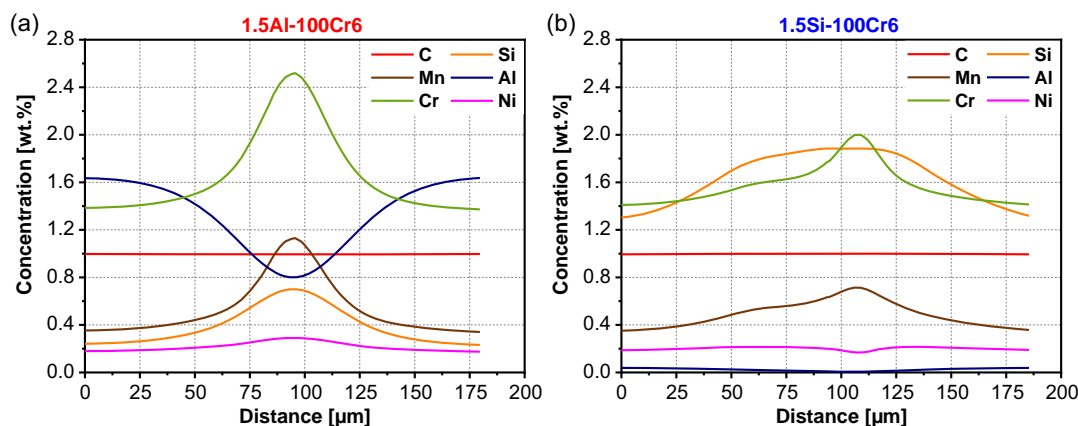 (a)
1.5Al-100Cr6
2.8
2.4
2.0
1.6
1.2
0.8
0.4
0.0
Concentration [wt.%]
C
Si
Mn
Al
Cr
Ni
0 25 50 75 100 125 150 175 200
Distance [µm]
(b)
1.5Si-100Cr6
2.8
2.4
2.0
1.6
1.2
0.8
0.4
0.0
Concentration [wt.%]
C
Si
Mn
Al
Cr
Ni
0 25 50 75 100 125 150 175 200
Distance [µm]